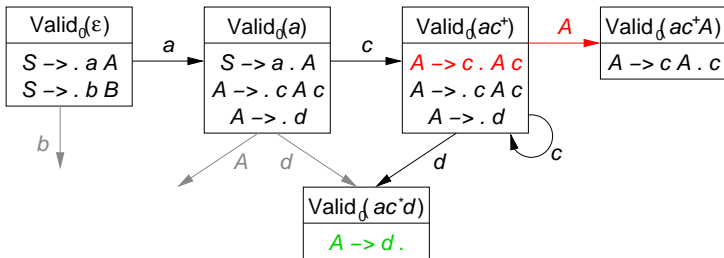 Valid₀(ε)
S −> . a A
S −> . b B
a
b
Valid₀(a)
S −> a . A
A −> . c A c
A −> . d
c
A
d
Valid₀(ac⁺)
A −> c . A c
A −> . c A c
A −> . d
A
c
d
Valid₀(ac⁺A)
A −> c A . c
Valid₀(ac*d)
A −> d .